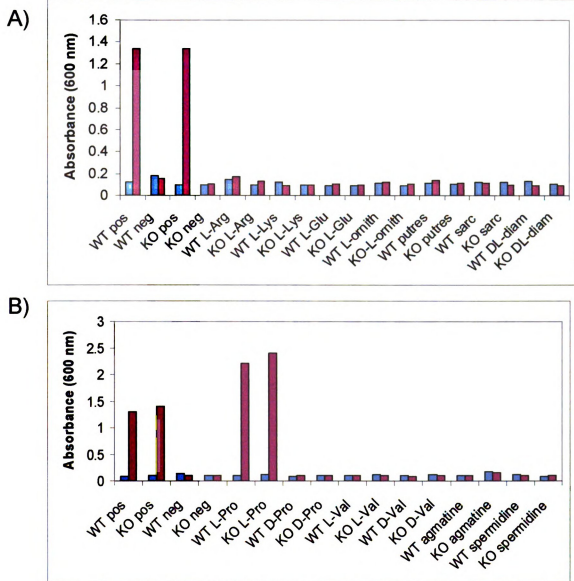 A)
Absorbance (600 nm)
1.6
1.4
1.2
1
0.8
0.6
0.4
0.2
0
WT pos
WT neg
KO pos
KO neg
WT L-Arg
KO L-Arg
WT L-Lys
KO L-Lys
WT L-Glu
KO L-Glu
WT L-ornith
KO-L-ornith
WT putres
KO putres
WT sarc
KO sarc
WT DL-diam
KO DL-diam
B)
Absorbance (600 nm)
3
2.5
2
1.5
1
0.5
0
WT pos
KO pos
WT neg
KO neg
WT L-Pro
KO L-Pro
WT D-Pro
KO D-Pro
WT L-Val
KO L-Val
WT D-Val
KO D-Val
WT agmatine
KO agmatine
WT spermidine
KO spermidine